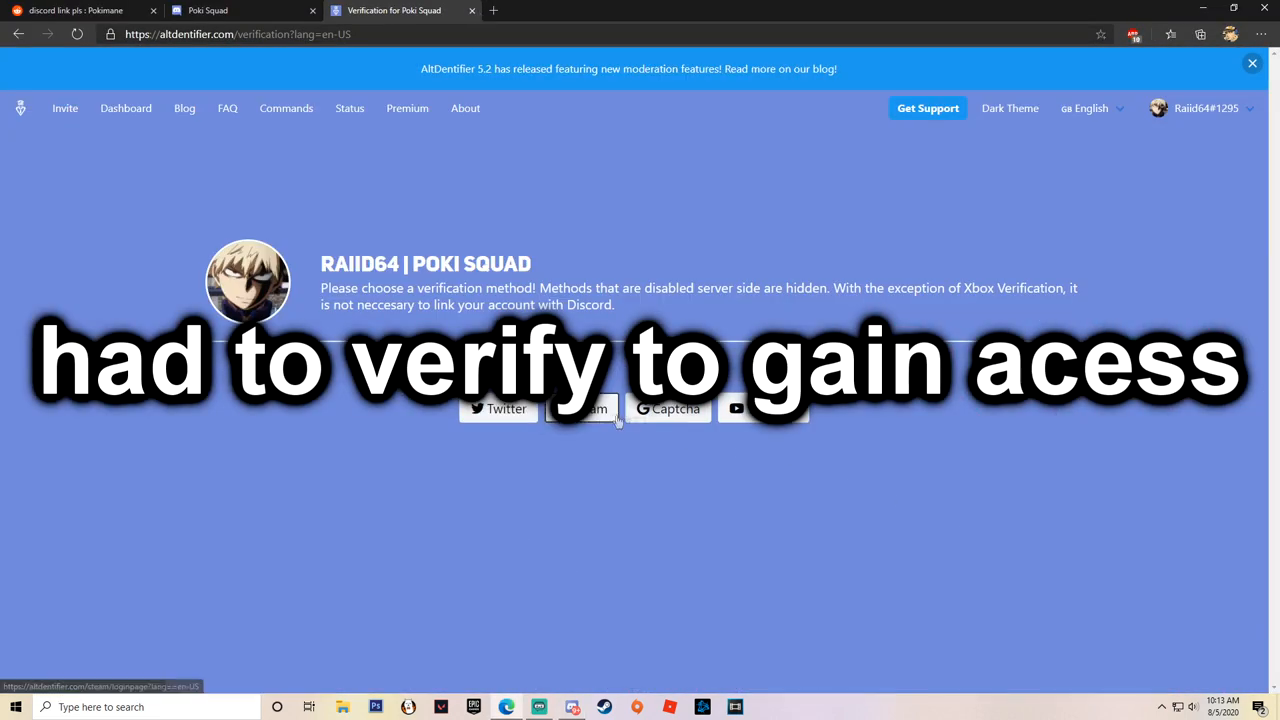 discord link pls : Pokimane
Poki Squad
Verification for Poki Squad
https://altdentifier.com/verification?lang=en-US
AltDentifier 5.2 has released featuring new moderation features! Read more on our blog!
Invite Dashboard Blog FAQ Commands Status Premium About Get Support Dark Theme GB English Raiid64#1295
RAIID64 | POKI SQUAD
Please choose a verification method! Methods that are disabled server side are hidden. With the exception of Xbox Verification, it
is not neccesary to link your account with Discord.
had to verify to gain acess
Twitter Captcha
https://altdentifier.com/steam/loginpage?lang=en-US
Type here to search
10:13 AM
8/5/2020